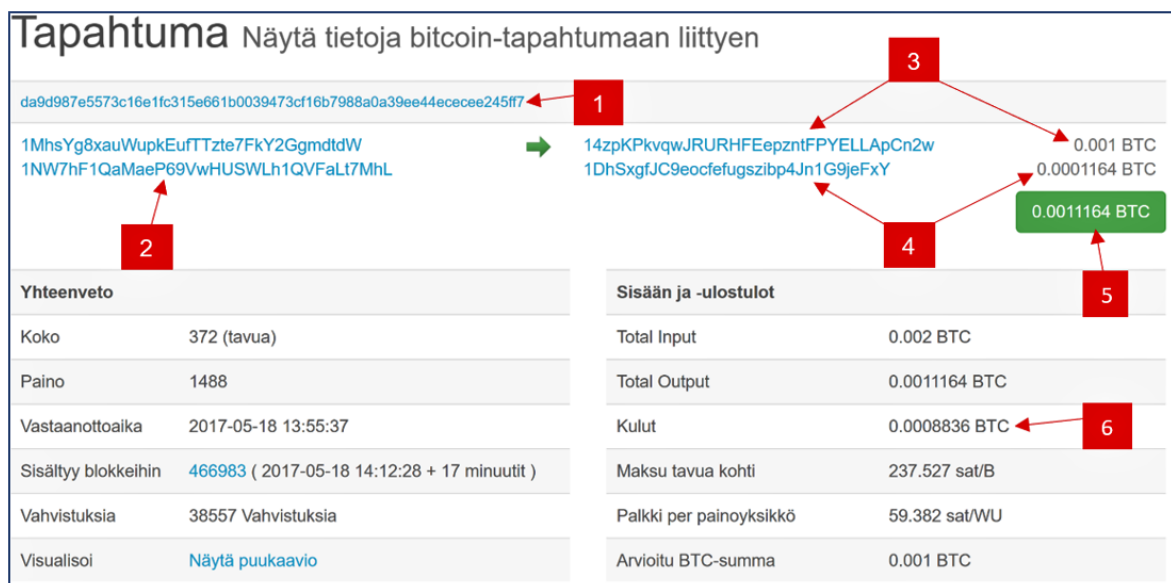 Tapahtuma Näytä tietoja bitcoin-tapahtumaan liittyen
3
da9d987e5573c16e1fc315e661b0039473cf16b7988a0a39ee44ececee245ff7
1
1MhsYg8xauWupkEufTTzte7FkY2GgmdtdW
14zpKPkvqwJRURHFEepzntFPYELLApCn2w 0.001 BTC
1NW7hF1QaMaeP69VwHUSWLh1QVFaLt7MhL
1DhSxgfJC9eocfefugszibp4Jn1G9jeFxY 0.0001164 BTC
0.0011164 BTC
2
4
5
Yhteenveto
Koko 372 (tavua)
Paino 1488
Vastaanottoaika 2017-05-18 13:55:37
Sisältyy blokkeihin 466983 ( 2017-05-18 14:12:28 + 17 minuutit )
Vahvistuksia 38557 Vahvistuksia
Visualisoi Näytä puukaavio
Sisään ja -ulostulot
Total Input 0.002 BTC
Total Output 0.0011164 BTC
Kulut 0.0008836 BTC
6
Maksu tavua kohti 237.527 sat/B
Palkki per painoyksikkö 59.382 sat/WU
Arvioitu BTC-summa 0.001 BTC